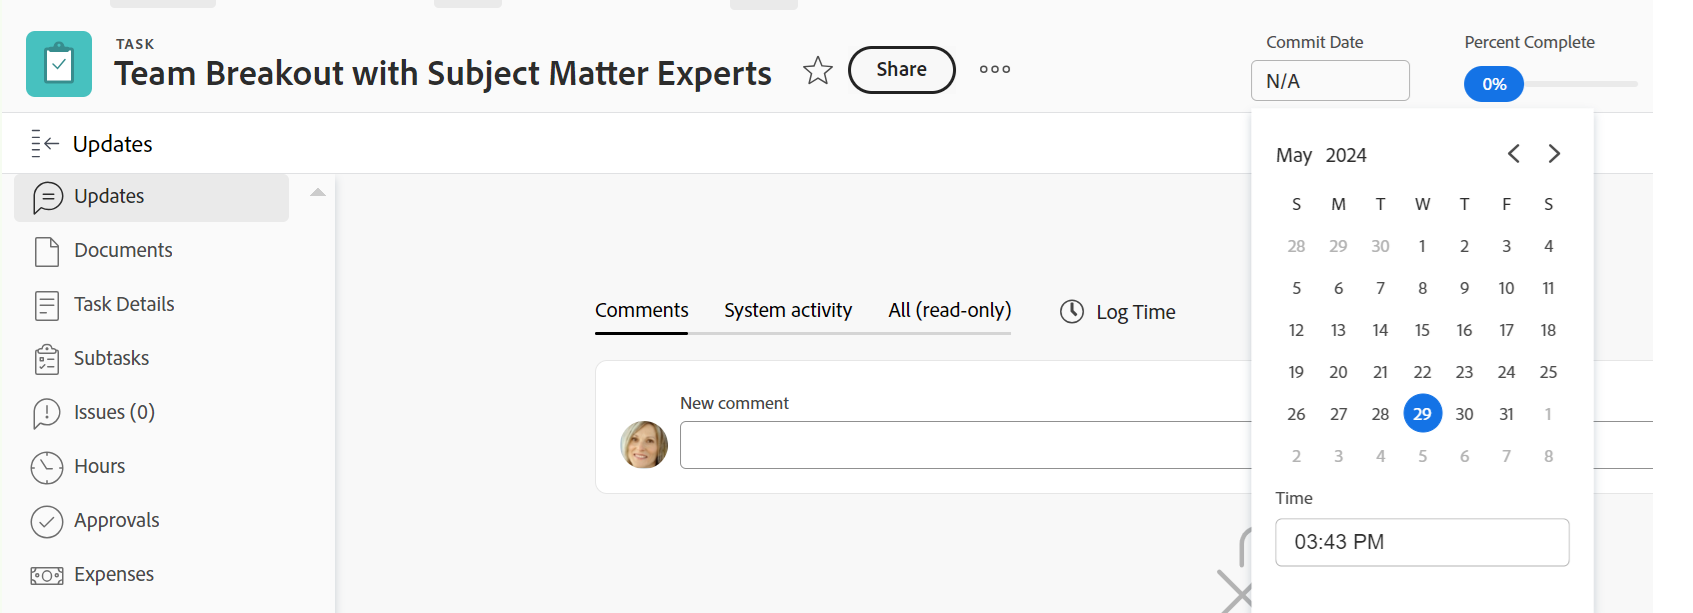 TASK
Team Breakout with Subject Matter Experts
Share
Commit Date
N/A
Percent Complete
0%
Updates
Updates
Documents
Task Details
Subtasks
Issues (0)
Hours
Approvals
Expenses
Comments System activity All (read-only) Log Time
New comment
May 2024
S M T W T F S
28 29 30 1 2 3 4
5 6 7 8 9 10 11
12 13 14 15 16 17 18
19 20 21 22 23 24 25
26 27 28 29 30 31 1
2 3 4 5 6 7 8
Time
03:43 PM